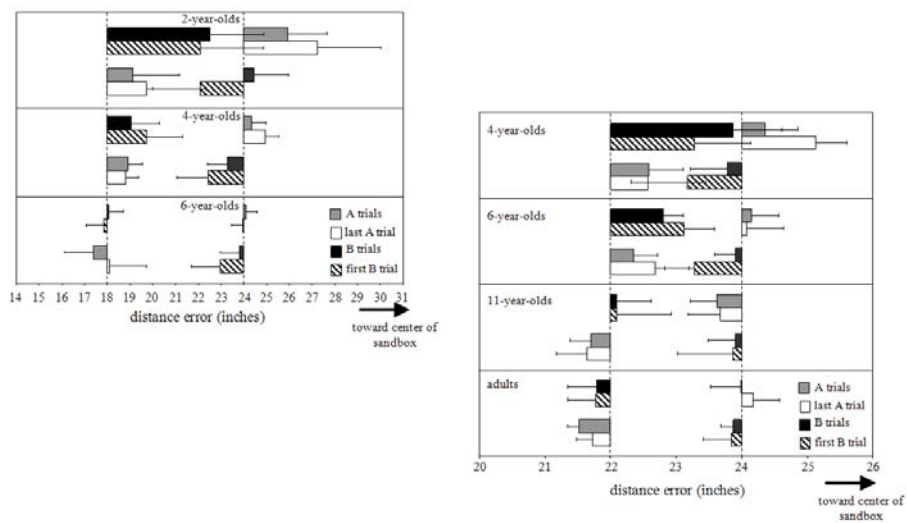 2-year-olds
4-year-olds
6-year-olds
A trials
last A trial
B trials
first B trial
14 15 16 17 18 19 20 21 22 23 24 25 26 27 28 29 30 31
distance error (inches)
toward center of
sandbox
4-year-olds
6-year-olds
11-year-olds
adults
A trials
last A trial
B trials
first B trial
20 21 22 23 24 25 26
distance error (inches)
toward center of
sandbox